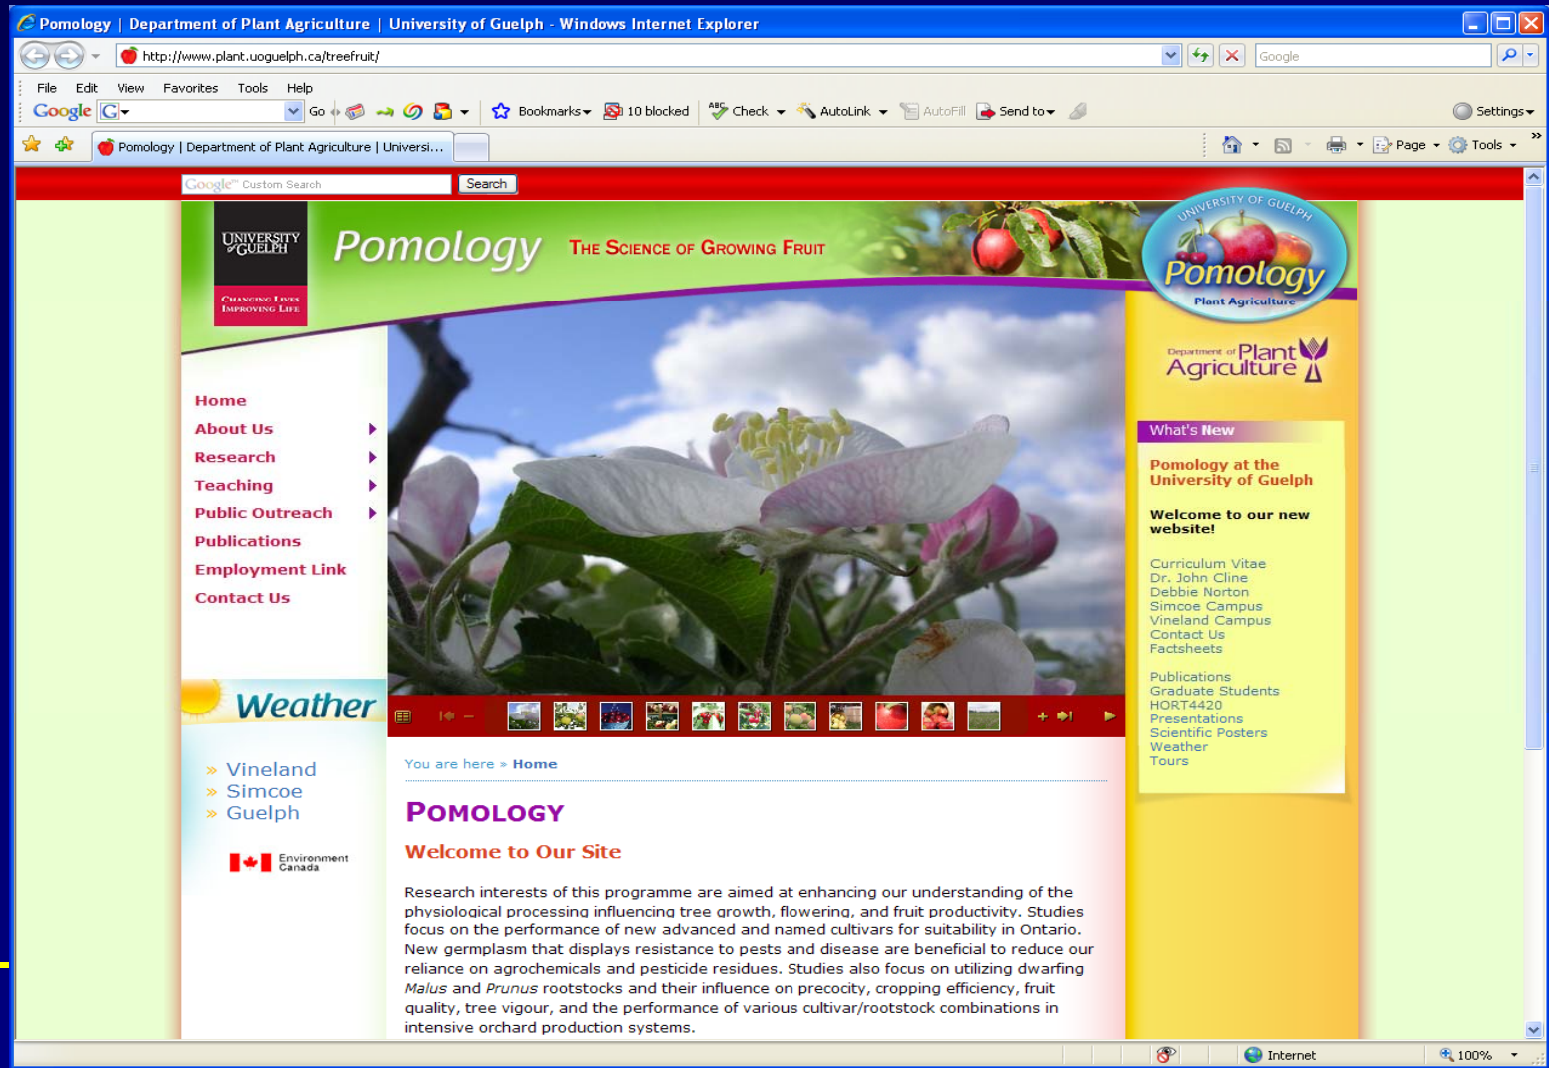 Pomology | Department of Plant Agriculture | University of Guelph - Windows Internet Explorer
http://www.plant.uoguelph.ca/treefruit/
Google
File Edit View Favorites Tools Help
Google G Go Bookmarks 10 blocked ABC Check AutoLink AutoFill Send to Settings
Pomology | Department of Plant Agriculture | Universi... Page Tools »
Google™ Custom Search Search
UNIVERSITY OF GUELPH
CHANGING LIVES
IMPROVING LIFE
Pomology THE SCIENCE OF GROWING FRUIT
UNIVERSITY OF GUELPH
Pomology
Plant Agriculture
Department of Plant
Agriculture
Home
About Us
Research
Teaching
Public Outreach
Publications
Employment Link
Contact Us
Weather
» Vineland
» Simcoe
» Guelph
Environment
Canada
You are here » Home
POMOLOGY
Welcome to Our Site
Research interests of this programme are aimed at enhancing our understanding of the
physiological processing influencing tree growth, flowering, and fruit productivity. Studies
focus on the performance of new advanced and named cultivars for suitability in Ontario.
New germplasm that displays resistance to pests and disease are beneficial to reduce our
reliance on agrochemicals and pesticide residues. Studies also focus on utilizing dwarfing
Malus and Prunus rootstocks and their influence on precocity, cropping efficiency, fruit
quality, tree vigour, and the performance of various cultivar/rootstock combinations in
intensive orchard production systems.
What's New
Pomology at the
University of Guelph
Welcome to our new
website!
Curriculum Vitae
Dr. John Cline
Debbie Norton
Simcoe Campus
Vineland Campus
Contact Us
Factsheets
Publications
Graduate Students
HORT4420
Presentations
Scientific Posters
Weather
Tours
Internet 100%